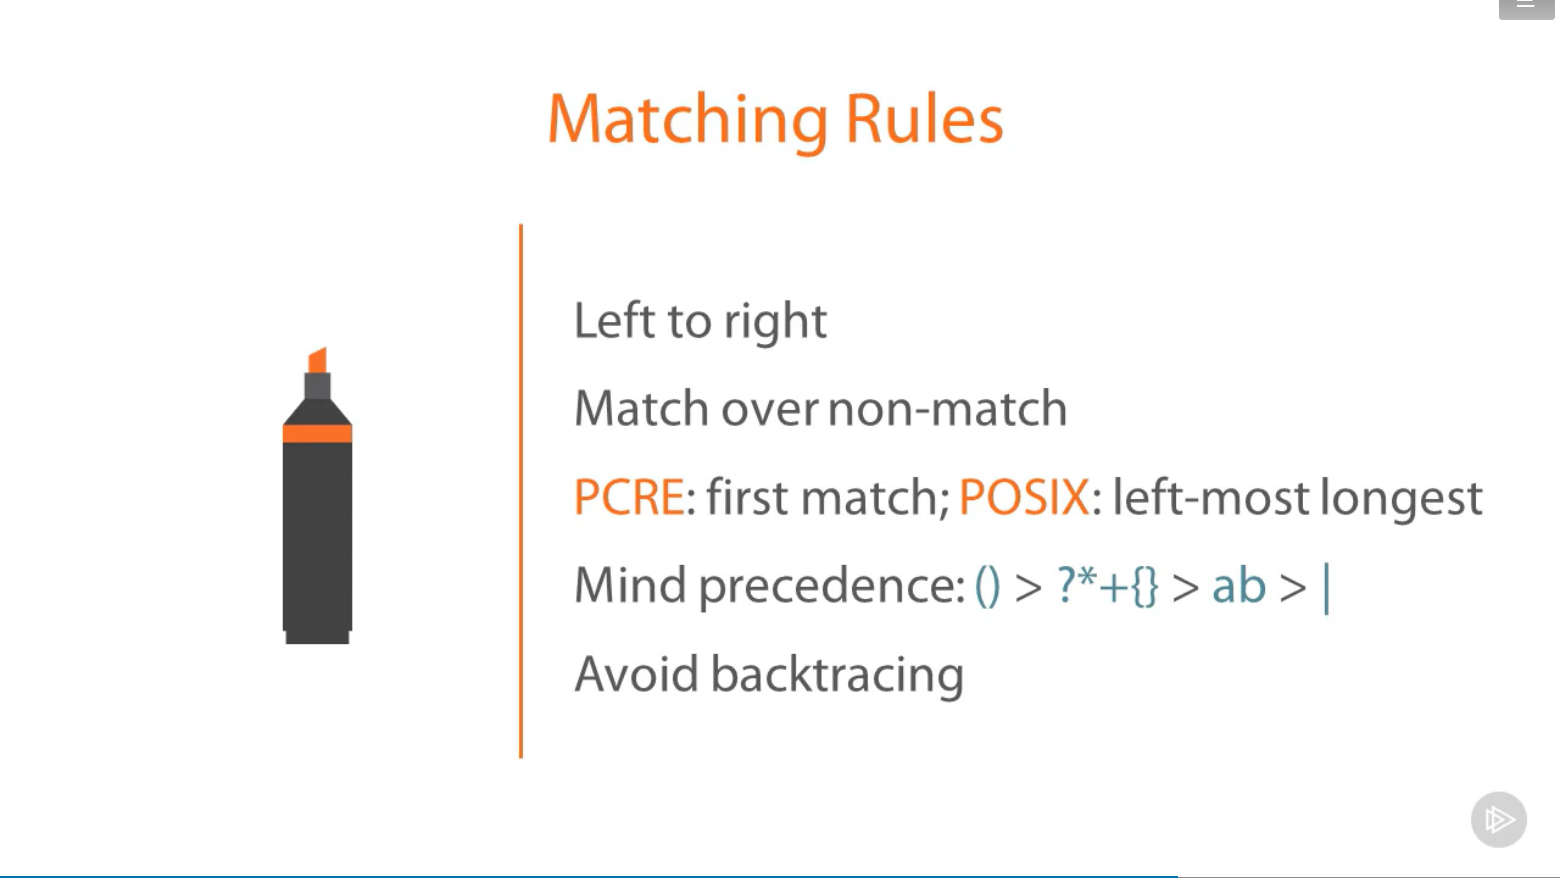 Matching Rules
Left to right
Match over non-match
PCRE: first match; POSIX: left-most longest
Mind precedence: () > ?*+{} > ab > |
Avoid backtracing